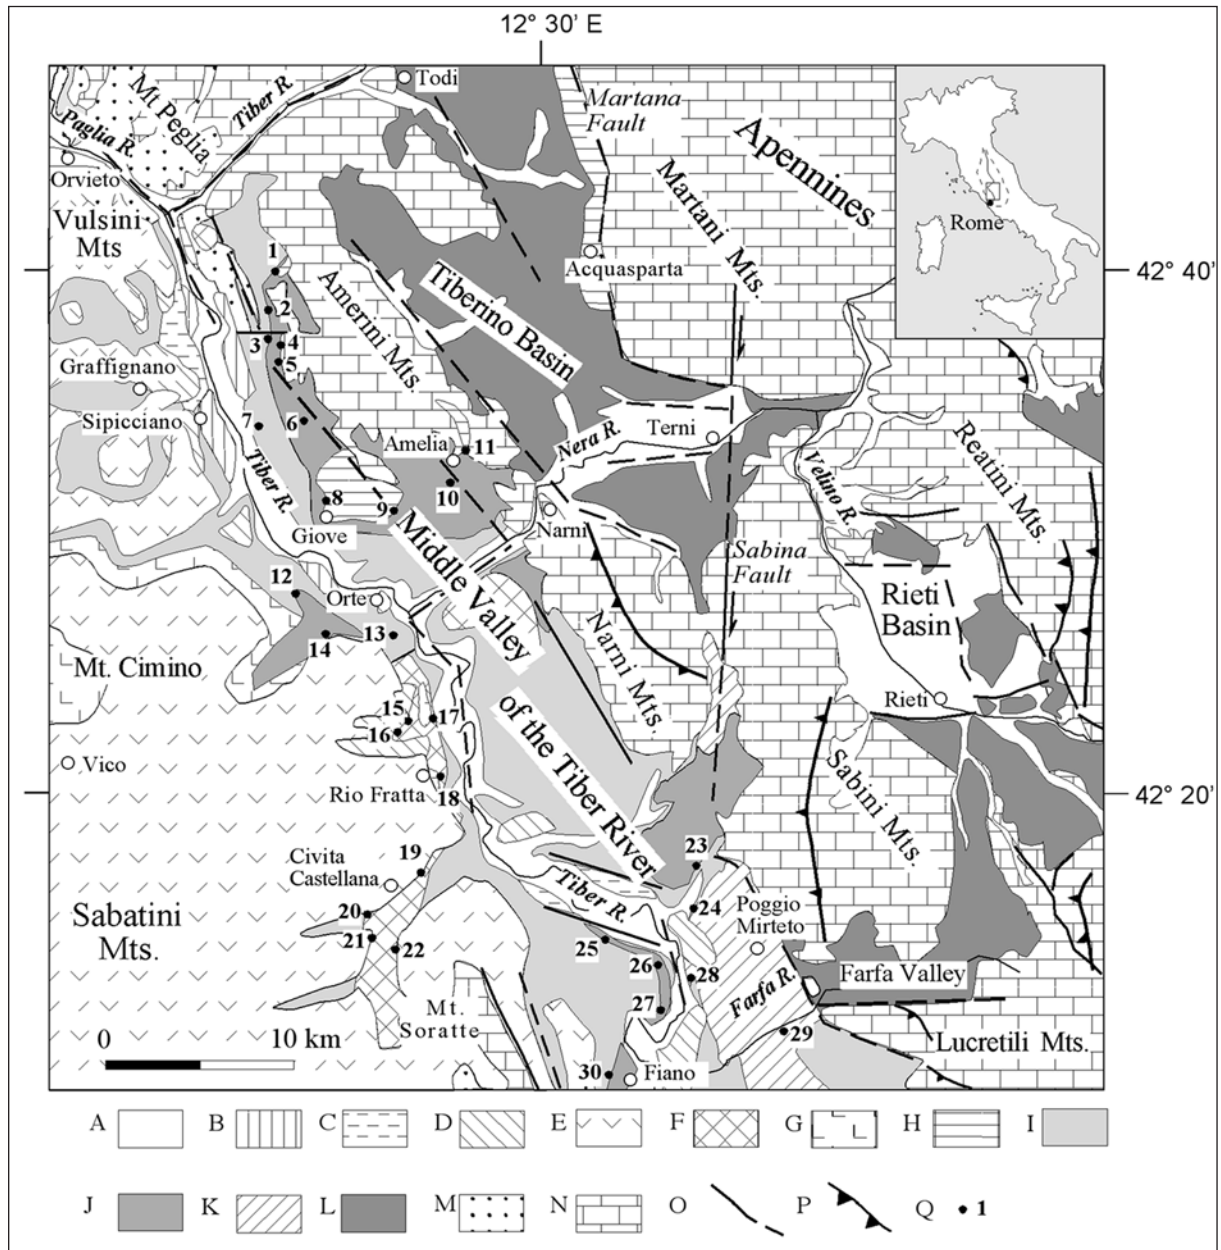 12° 30' E
Todi
Tiber R.
Mt Peglia
Paglia R.
Orvieto
Vulsini
Mts
Martana
Fault
Apennines
Martani Mts.
Rome
1
Acquasparta
42° 40'
Tiberino Basin
Amerini Mts.
2
3
4
5
Graffignano
Sipicciano
7
6
Tiber R.
Amelia
11
10
Nera R.
Terni
Velino R.
Reatini Mts.
8
9
Giove
Narni
Sabina
Fault
Middle Valley
of the Tiber River
12
Orte
13
14
Mt. Cimino
Narni Mts.
Rieti
Basin
Rieti
15
16
17
Vico
Rio Fratta
18
42° 20'
Sabini Mts.
19
Civita
Castellana
23
24
Poggio
Mirteto
Tiber R.
Sabatini
Mts.
20
21
22
25
26
27
28
Farfa R.
Farfa Valley
Mt.
Soratte
29
Lucretili Mts.
0 10 km
30
Fiano
A B C D E F G H I
J K L M N O P Q 1